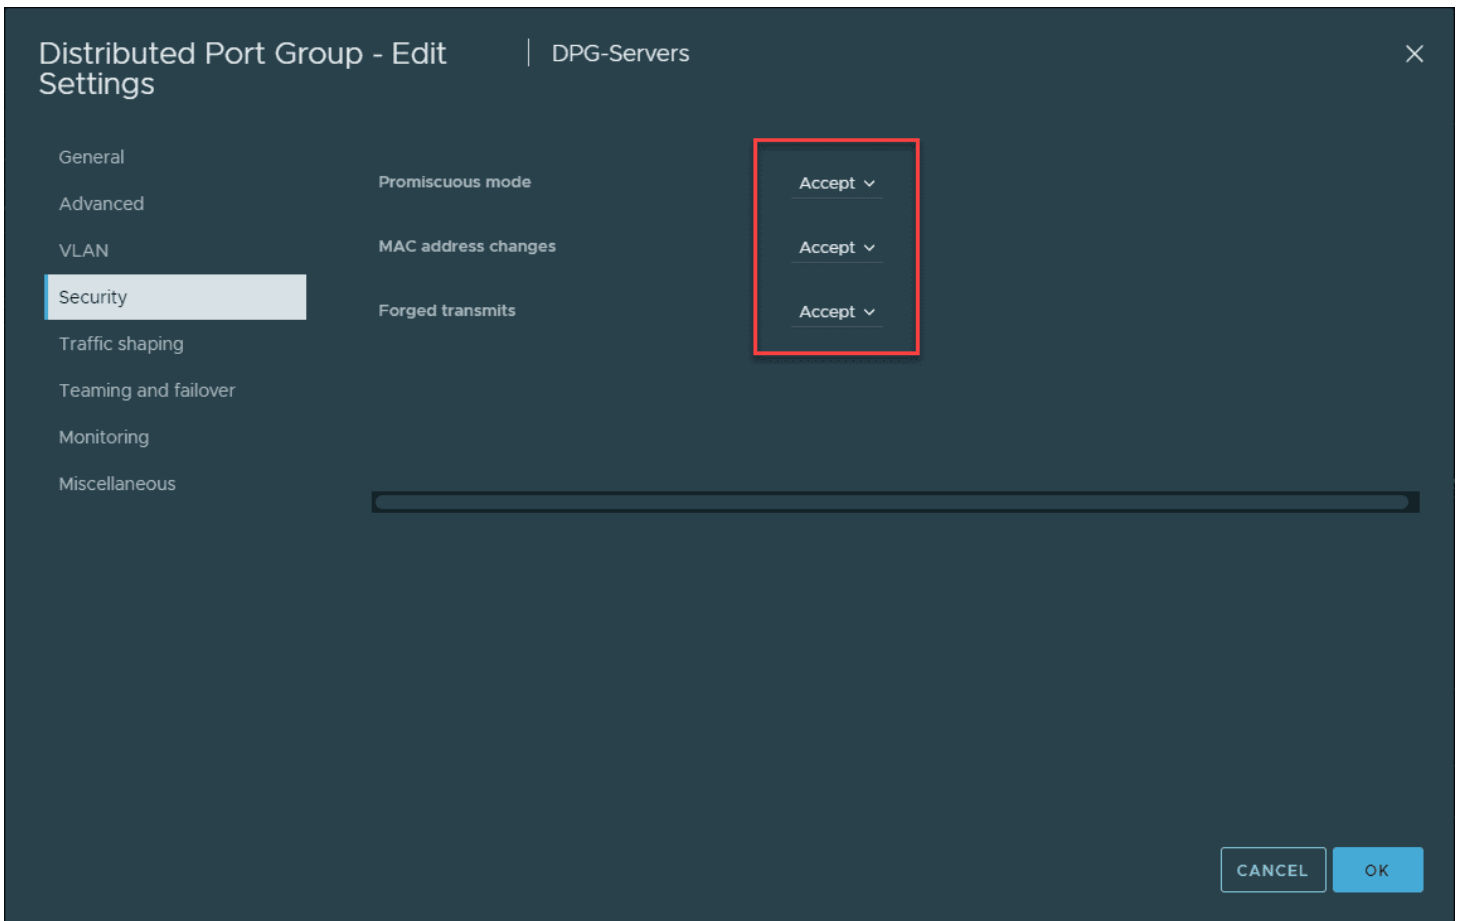 Distributed Port Group - Edit
Settings
DPG-Servers
General
Advanced
VLAN
Security
Traffic shaping
Teaming and failover
Monitoring
Miscellaneous
Promiscuous mode
Accept
MAC address changes
Accept
Forged transmits
Accept
CANCEL
OK